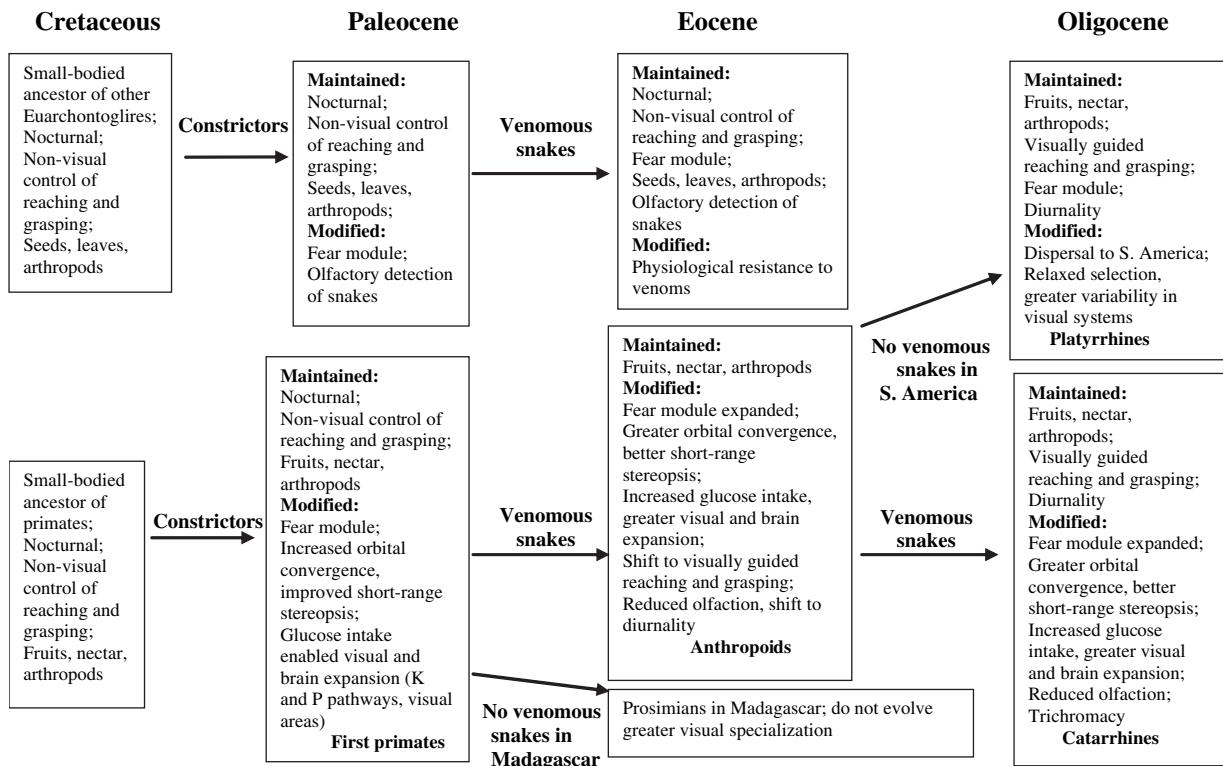 Cretaceous
Paleocene
Eocene
Oligocene
Small-bodied
ancestor of other
Euarchontoglires;
Nocturnal;
Non-visual
control of
reaching and
grasping;
Seeds, leaves,
arthropods
Constrictors
Maintained:
Nocturnal;
Non-visual control
of reaching and
grasping;
Seeds, leaves,
arthropods;
Modified:
Fear module;
Olfactory detection
of snakes
Venomous
snakes
Maintained:
Nocturnal;
Non-visual control of
reaching and grasping;
Fear module;
Seeds, leaves, arthropods;
Olfactory detection of
snakes
Modified:
Physiological resistance to
venoms
Maintained:
Fruits, nectar,
arthropods;
Visually guided
reaching and grasping;
Fear module;
Diurnality
Modified:
Dispersal to S. America;
Relaxed selection,
greater variability in
visual systems
Platyrrhines
Small-bodied
ancestor of
primates;
Nocturnal;
Non-visual
control of
reaching and
grasping;
Fruits, nectar,
arthropods
Constrictors
Maintained:
Nocturnal;
Non-visual control of
reaching and grasping;
Fruits, nectar,
arthropods
Modified:
Fear module;
Increased orbital
convergence,
improved short-range
stereopsis;
Glucose intake
enabled visual and
brain expansion (K
and P pathways, visual
areas)
First primates
Venomous
snakes
No venomous
snakes in
Madagascar
Maintained:
Fruits, nectar, arthropods
Modified:
Fear module expanded;
Greater orbital convergence,
better short-range
stereopsis;
Increased glucose intake,
greater visual and brain
expansion;
Shift to visually guided
reaching and grasping;
Reduced olfaction, shift to
diurnality
Anthropoids
Prosimians in Madagascar; do not evolve
greater visual specialization
No venomous
snakes in
S. America
Venomous
snakes
Maintained:
Fruits, nectar,
arthropods;
Visually guided
reaching and grasping;
Diurnality
Modified:
Fear module expanded;
Greater orbital
convergence, better
short-range stereopsis;
Increased glucose
intake, greater visual
and brain expansion;
Reduced olfaction;
Trichromacy
Catarrhines